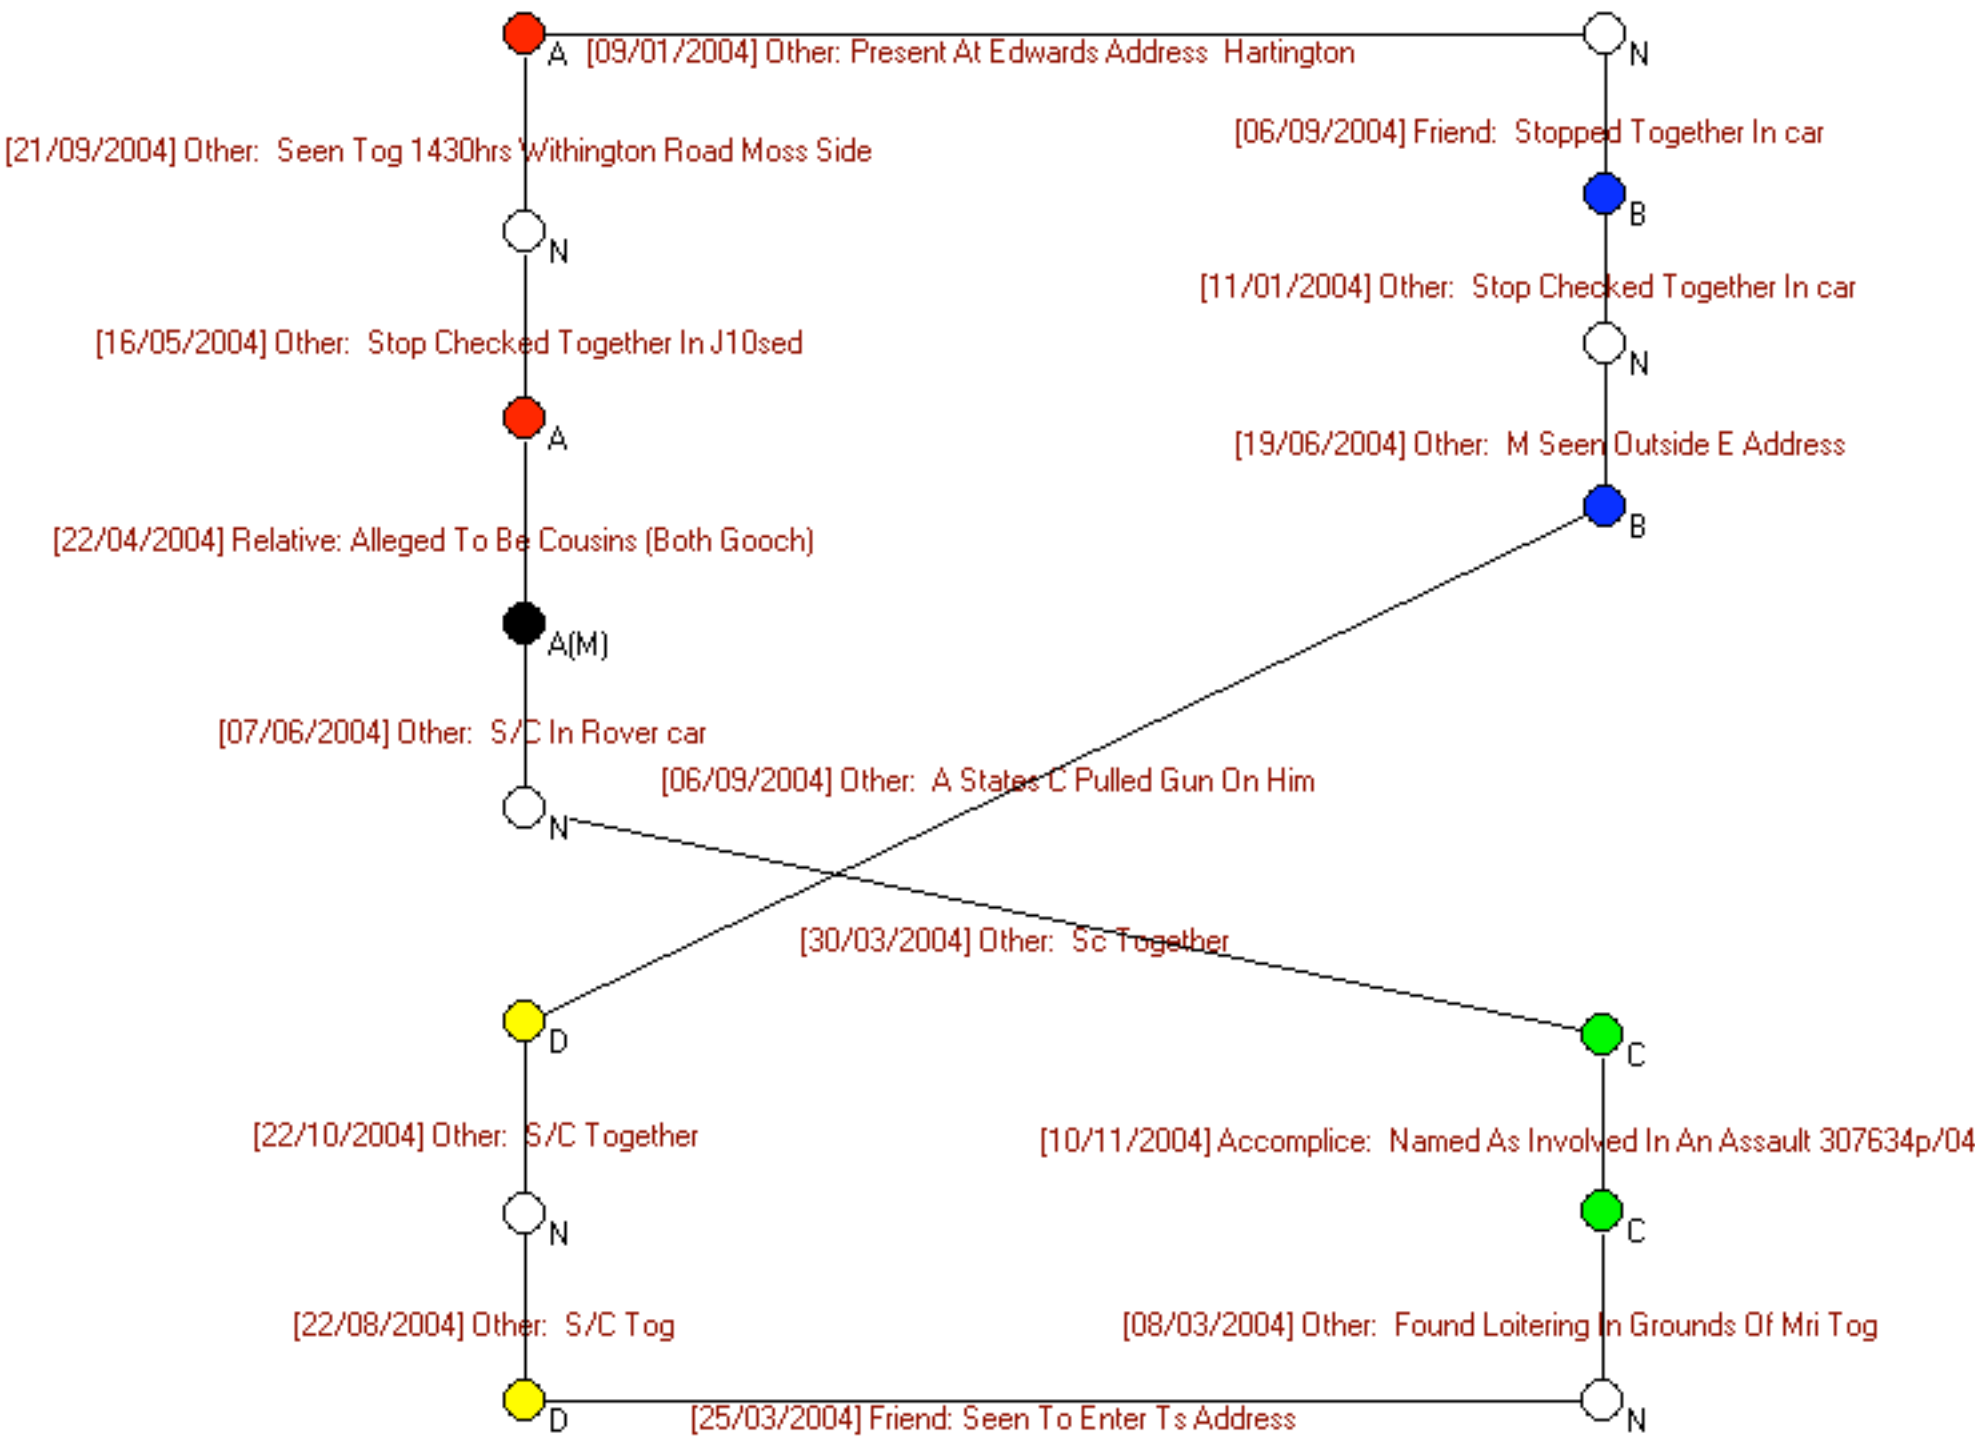 A
[09/01/2004] Other: Present At Edwards Address Hartington
N
[06/09/2004] Friend: Stopped Together In car
[21/09/2004] Other: Seen Tog 1430hrs Withington Road Moss Side
B
N
[11/01/2004] Other: Stop Checked Together In car
[16/05/2004] Other: Stop Checked Together In J10sed
N
A
[19/06/2004] Other: M Seen Outside E Address
B
[22/04/2004] Relative: Alleged To Be Cousins (Both Gooch)
A(M)
[07/06/2004] Other: S/C In Rover car
[06/09/2004] Other: A States C Pulled Gun On Him
N
[30/03/2004] Other: Sc Together
D
C
[22/10/2004] Other: S/C Together
[10/11/2004] Accomplice: Named As Involved In An Assault 307634p/04
N
C
[22/08/2004] Other: S/C Tog
[08/03/2004] Other: Found Loitering In Grounds Of Mri Tog
D
[25/03/2004] Friend: Seen To Enter Ts Address
N